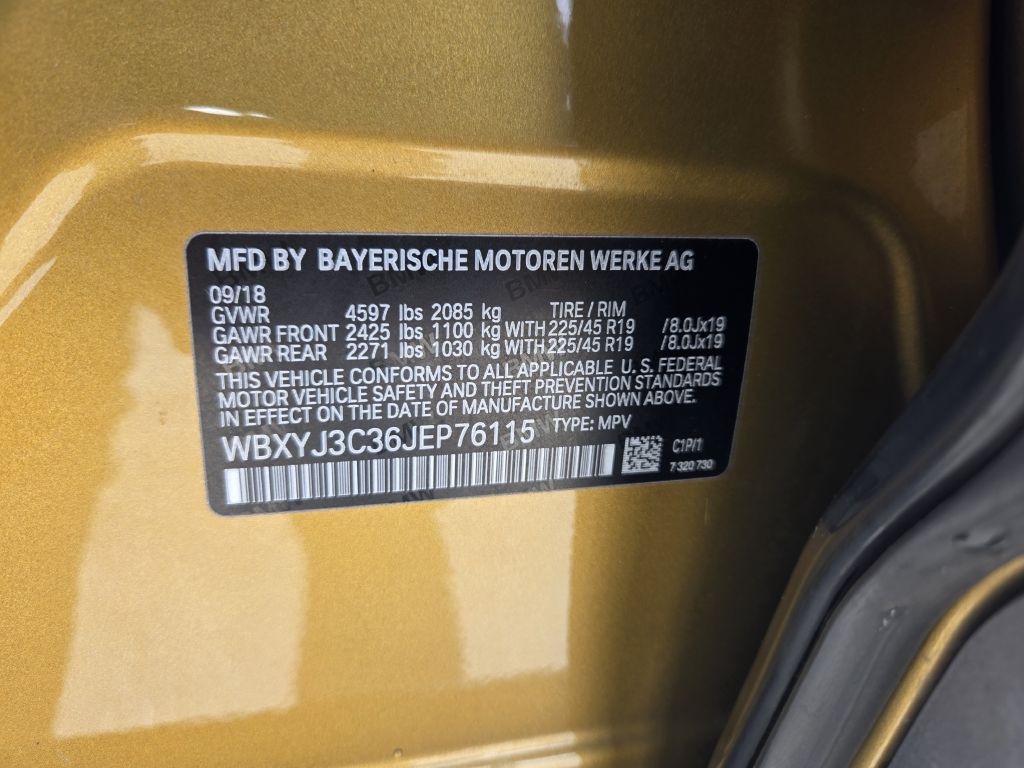 MFD BY BAYERISCHE MOTOREN WERKE AG
09/18
GVWR 4597 lbs 2085 kg TIRE / RIM
GAWR FRONT 2425 lbs 1100 kg WITH 225/45 R19 /8.0Jx19
GAWR REAR 2271 lbs 1030 kg WITH 225/45 R19 /8.0Jx19
THIS VEHICLE CONFORMS TO ALL APPLICABLE U.S. FEDERAL
MOTOR VEHICLE SAFETY AND THEFT PREVENTION STANDARDS
IN EFFECT ON THE DATE OF MANUFACTURE SHOWN ABOVE.
WBXYJ3C36JEP76115 TYPE: MPV
C1P/1
7 320 730